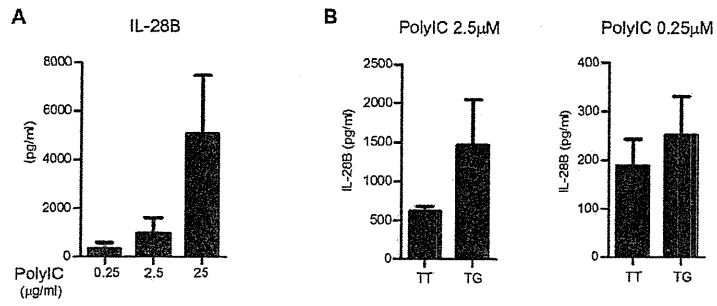 A
IL-28B
(pg/ml)
8000
6000
4000
2000
0
PolyIC
(μg/ml)
0.25
2.5
25
B
PolyIC 2.5μM
IL-28B (pg/ml)
2500
2000
1500
1000
500
0
TT
TG
PolyIC 0.25μM
IL-28B (pg/ml)
400
300
200
100
0
TT
TG